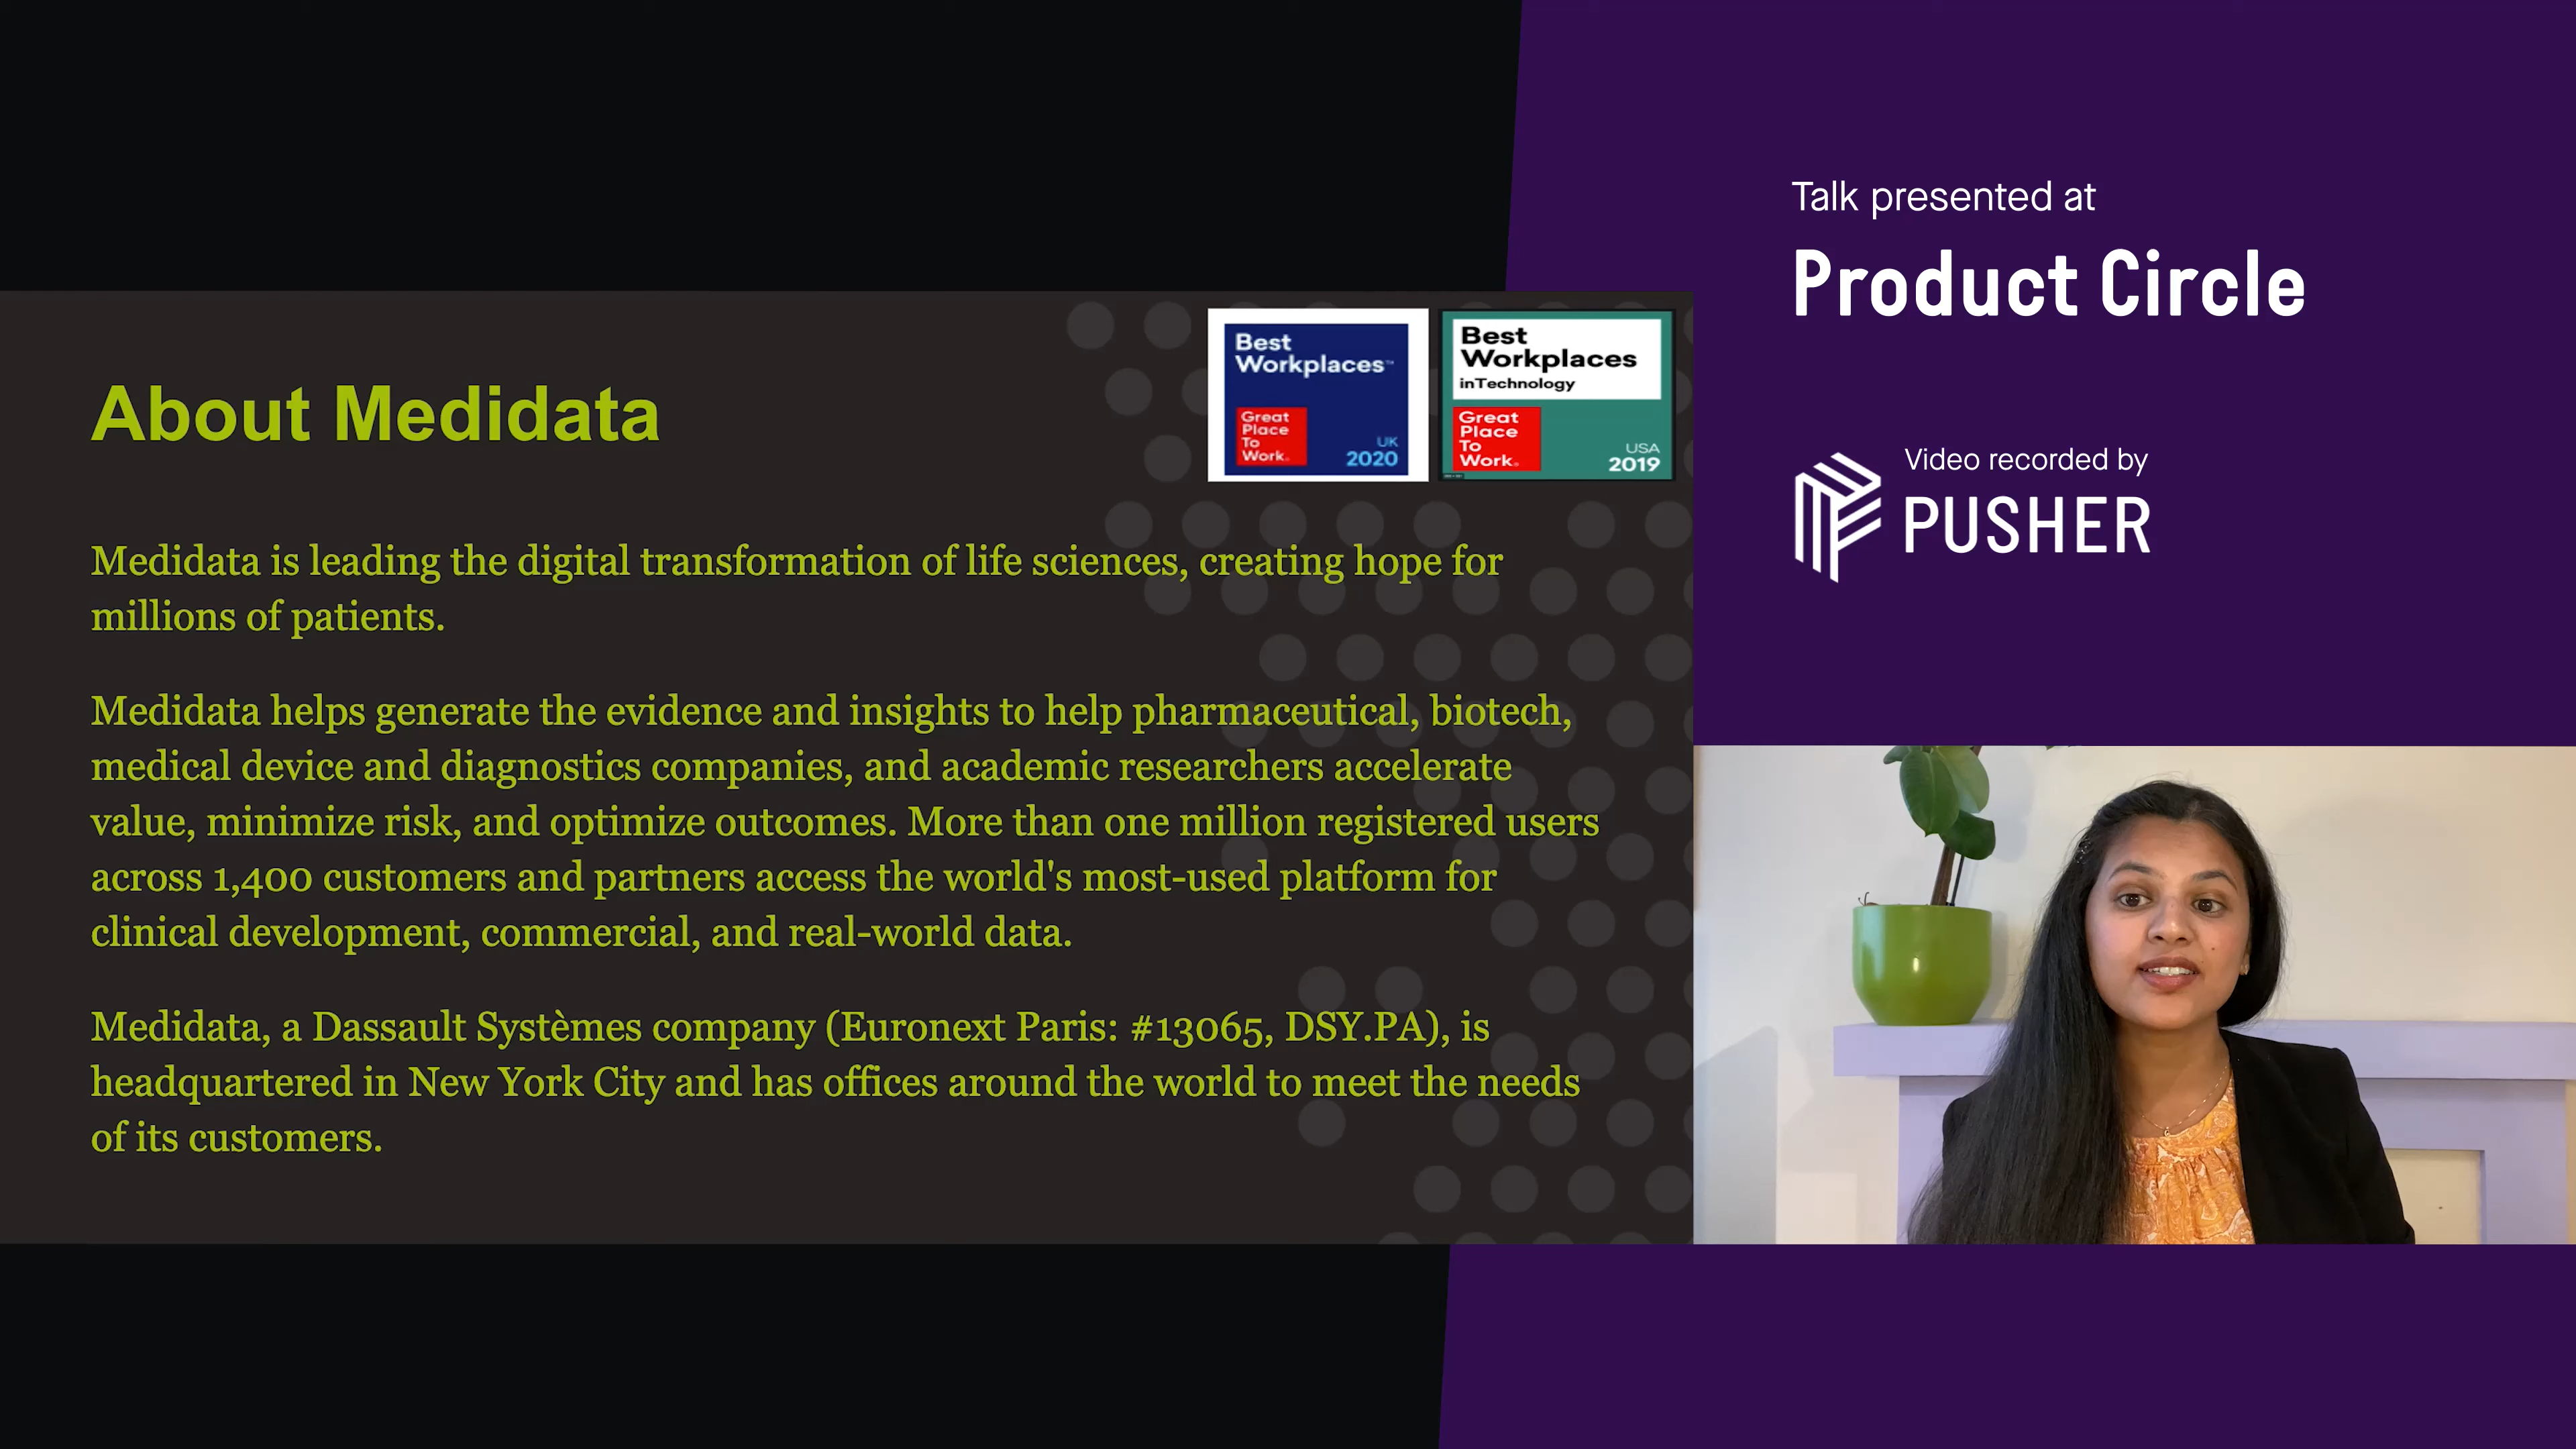 Talk presented at
Product Circle
Video recorded by
PUSHER
Best
Workplaces™
Great
Place
To
Work.
UK
2020
Best
Workplaces
inTechnology
Great
Place
To
Work.
USA
2019
About Medidata
Medidata is leading the digital transformation of life sciences, creating hope for
millions of patients.
Medidata helps generate the evidence and insights to help pharmaceutical, biotech,
medical device and diagnostics companies, and academic researchers accelerate
value, minimize risk, and optimize outcomes. More than one million registered users
across 1,400 customers and partners access the world's most-used platform for
clinical development, commercial, and real-world data.
Medidata, a Dassault Systèmes company (Euronext Paris: #13065, DSY.PA), is
headquartered in New York City and has offices around the world to meet the needs
of its customers.